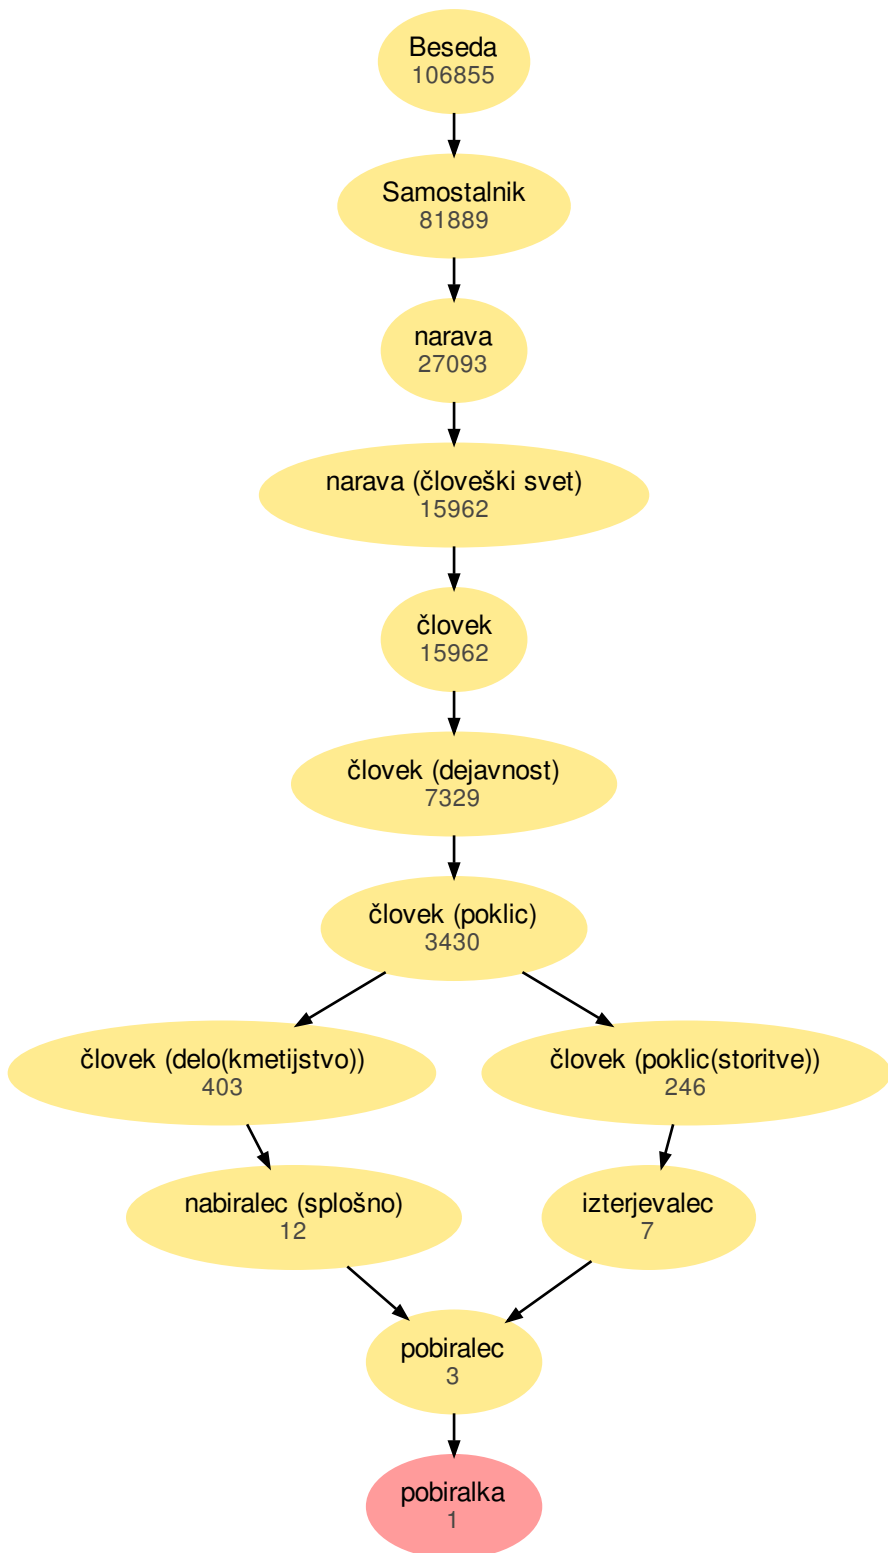 Beseda
106855
Samostalnik
81889
narava
27093
narava (človeški svet)
15962
človek
15962
človek (dejavnost)
7329
človek (poklic)
3430
človek (delo(kmetijstvo))
403
človek (poklic(storitve))
246
nabiralec (splošno)
12
izterjevalec
7
pobiralec
3
pobiralka
1